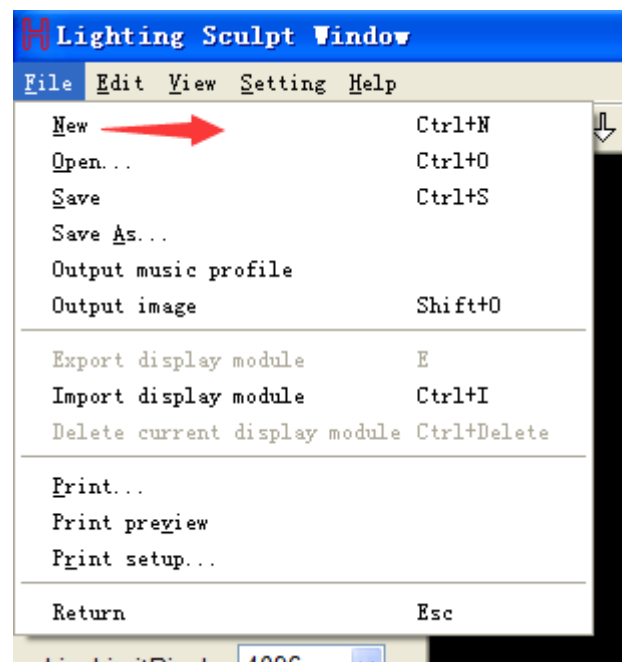 Lighting Sculpt Window
File Edit View Setting Help
New Ctrl+N
Open... Ctrl+O
Save Ctrl+S
Save As...
Output music profile
Output image Shift+O
Export display module E
Import display module Ctrl+I
Delete current display module Ctrl+Delete
Print...
Print preview
Print setup...
Return Esc